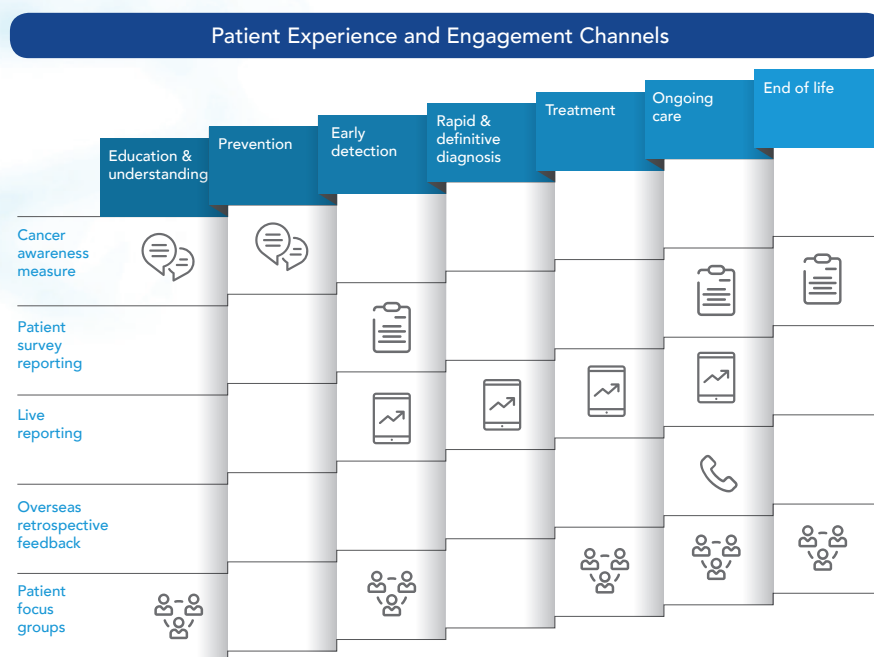 Patient Experience and Engagement Channels
Education &
understanding
Prevention
Early
detection
Rapid &
definitive
diagnosis
Treatment
Ongoing
care
End of life
Cancer
awareness
measure
Patient
survey
reporting
Live
reporting
Overseas
retrospective
feedback
Patient
focus
groups